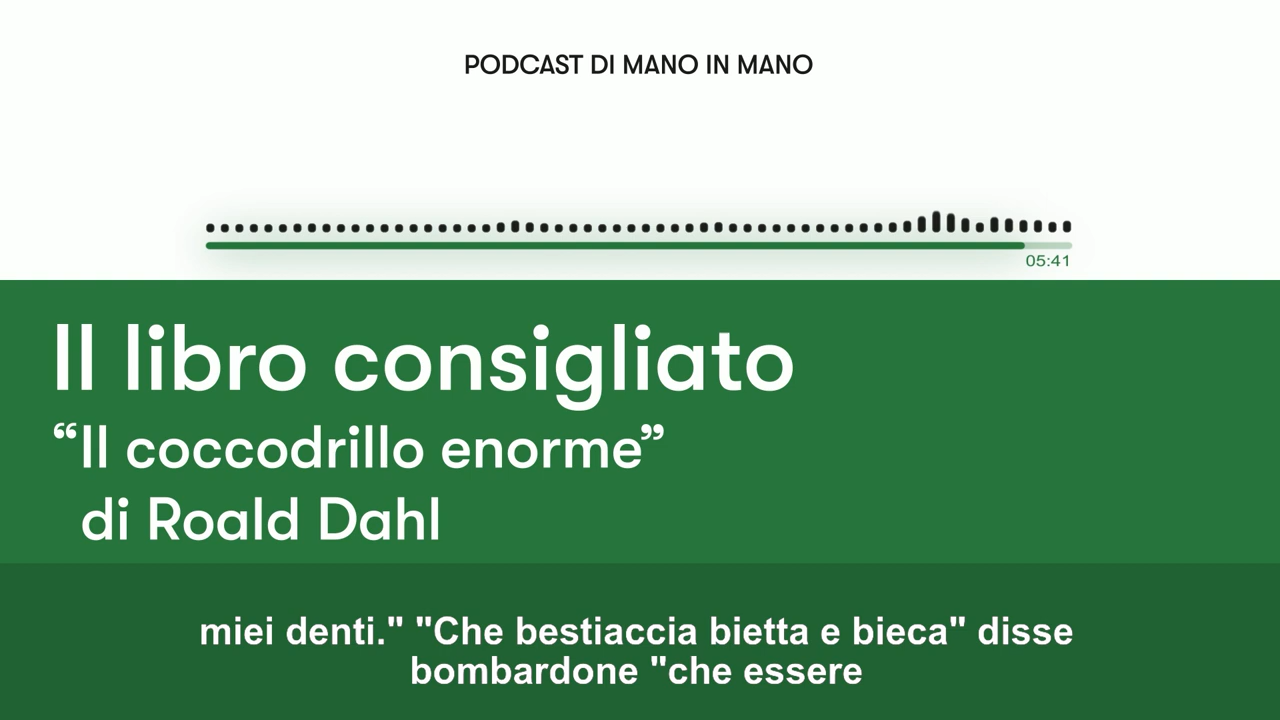 PODCAST DI MANO IN MANO
05:41
Il libro consigliato
“Il coccodrillo enorme”
di Roald Dahl
miei denti." "Che bestiaccia bietta e bieca" disse
bombardone "che essere